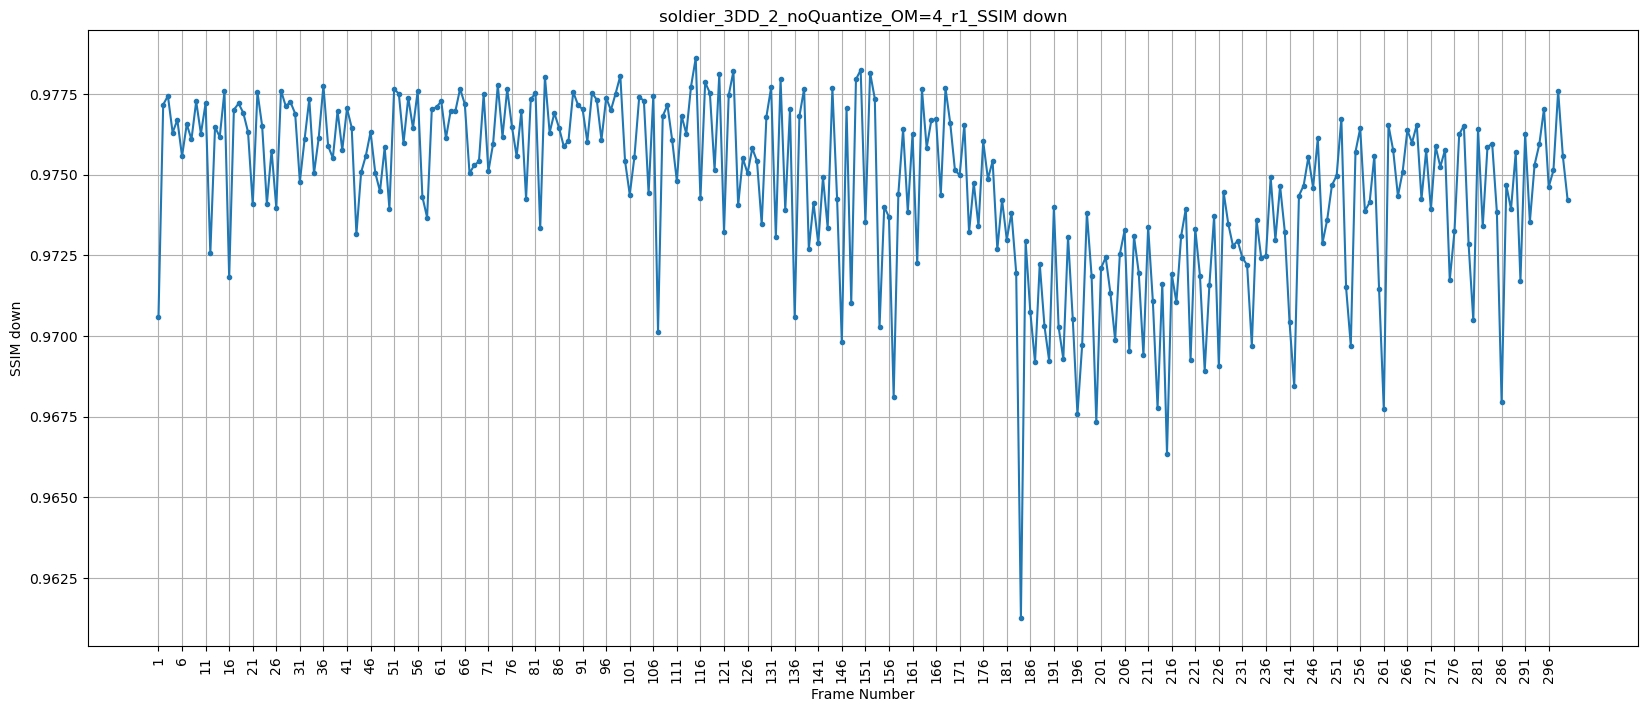 soldier_3DD_2_noQuantize_OM=4_r1_SSIM down
SSIM down
0.9775
0.9750
0.9725
0.9700
0.9675
0.9650
0.9625
1 6 11 16 21 26 31 36 41 46 51 56 61 66 71 76 81 86 91 96 101 106 111 116 121 126 131 136 141 146 151 156 161 166 171 176 181 186 191 196 201 206 211 216 221 226 231 236 241 246 251 256 261 266 271 276 281 286 291 296
Frame Number